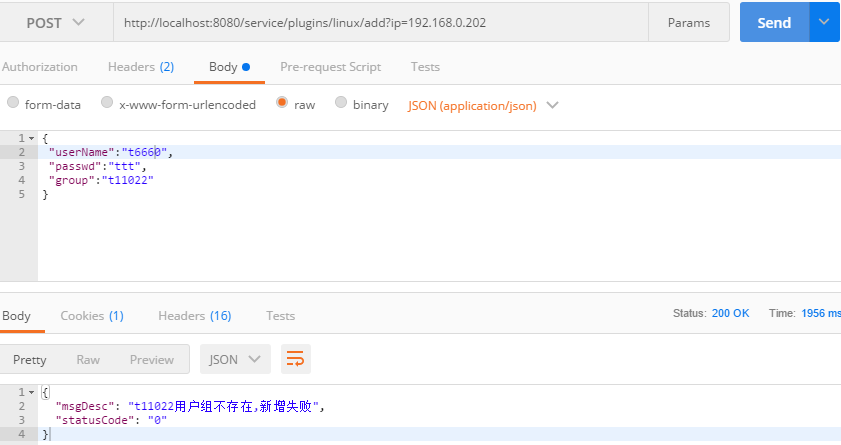 POST http://localhost:8080/service/plugins/linux/add?ip=192.168.0.202 Params Send
Authorization Headers (2) Body Pre-request Script Tests
form-data x-www-form-urlencoded raw binary JSON (application/json)
1 {
2 "userName":"t6660",
3 "passwd":"ttt",
4 "group":"t11022"
5 }
Body Cookies (1) Headers (16) Tests Status: 200 OK Time: 1956 ms
Pretty Raw Preview JSON
1 {
2 "msgDesc": "t11022用户组不存在,新增失败",
3 "statusCode": "0"
4 }